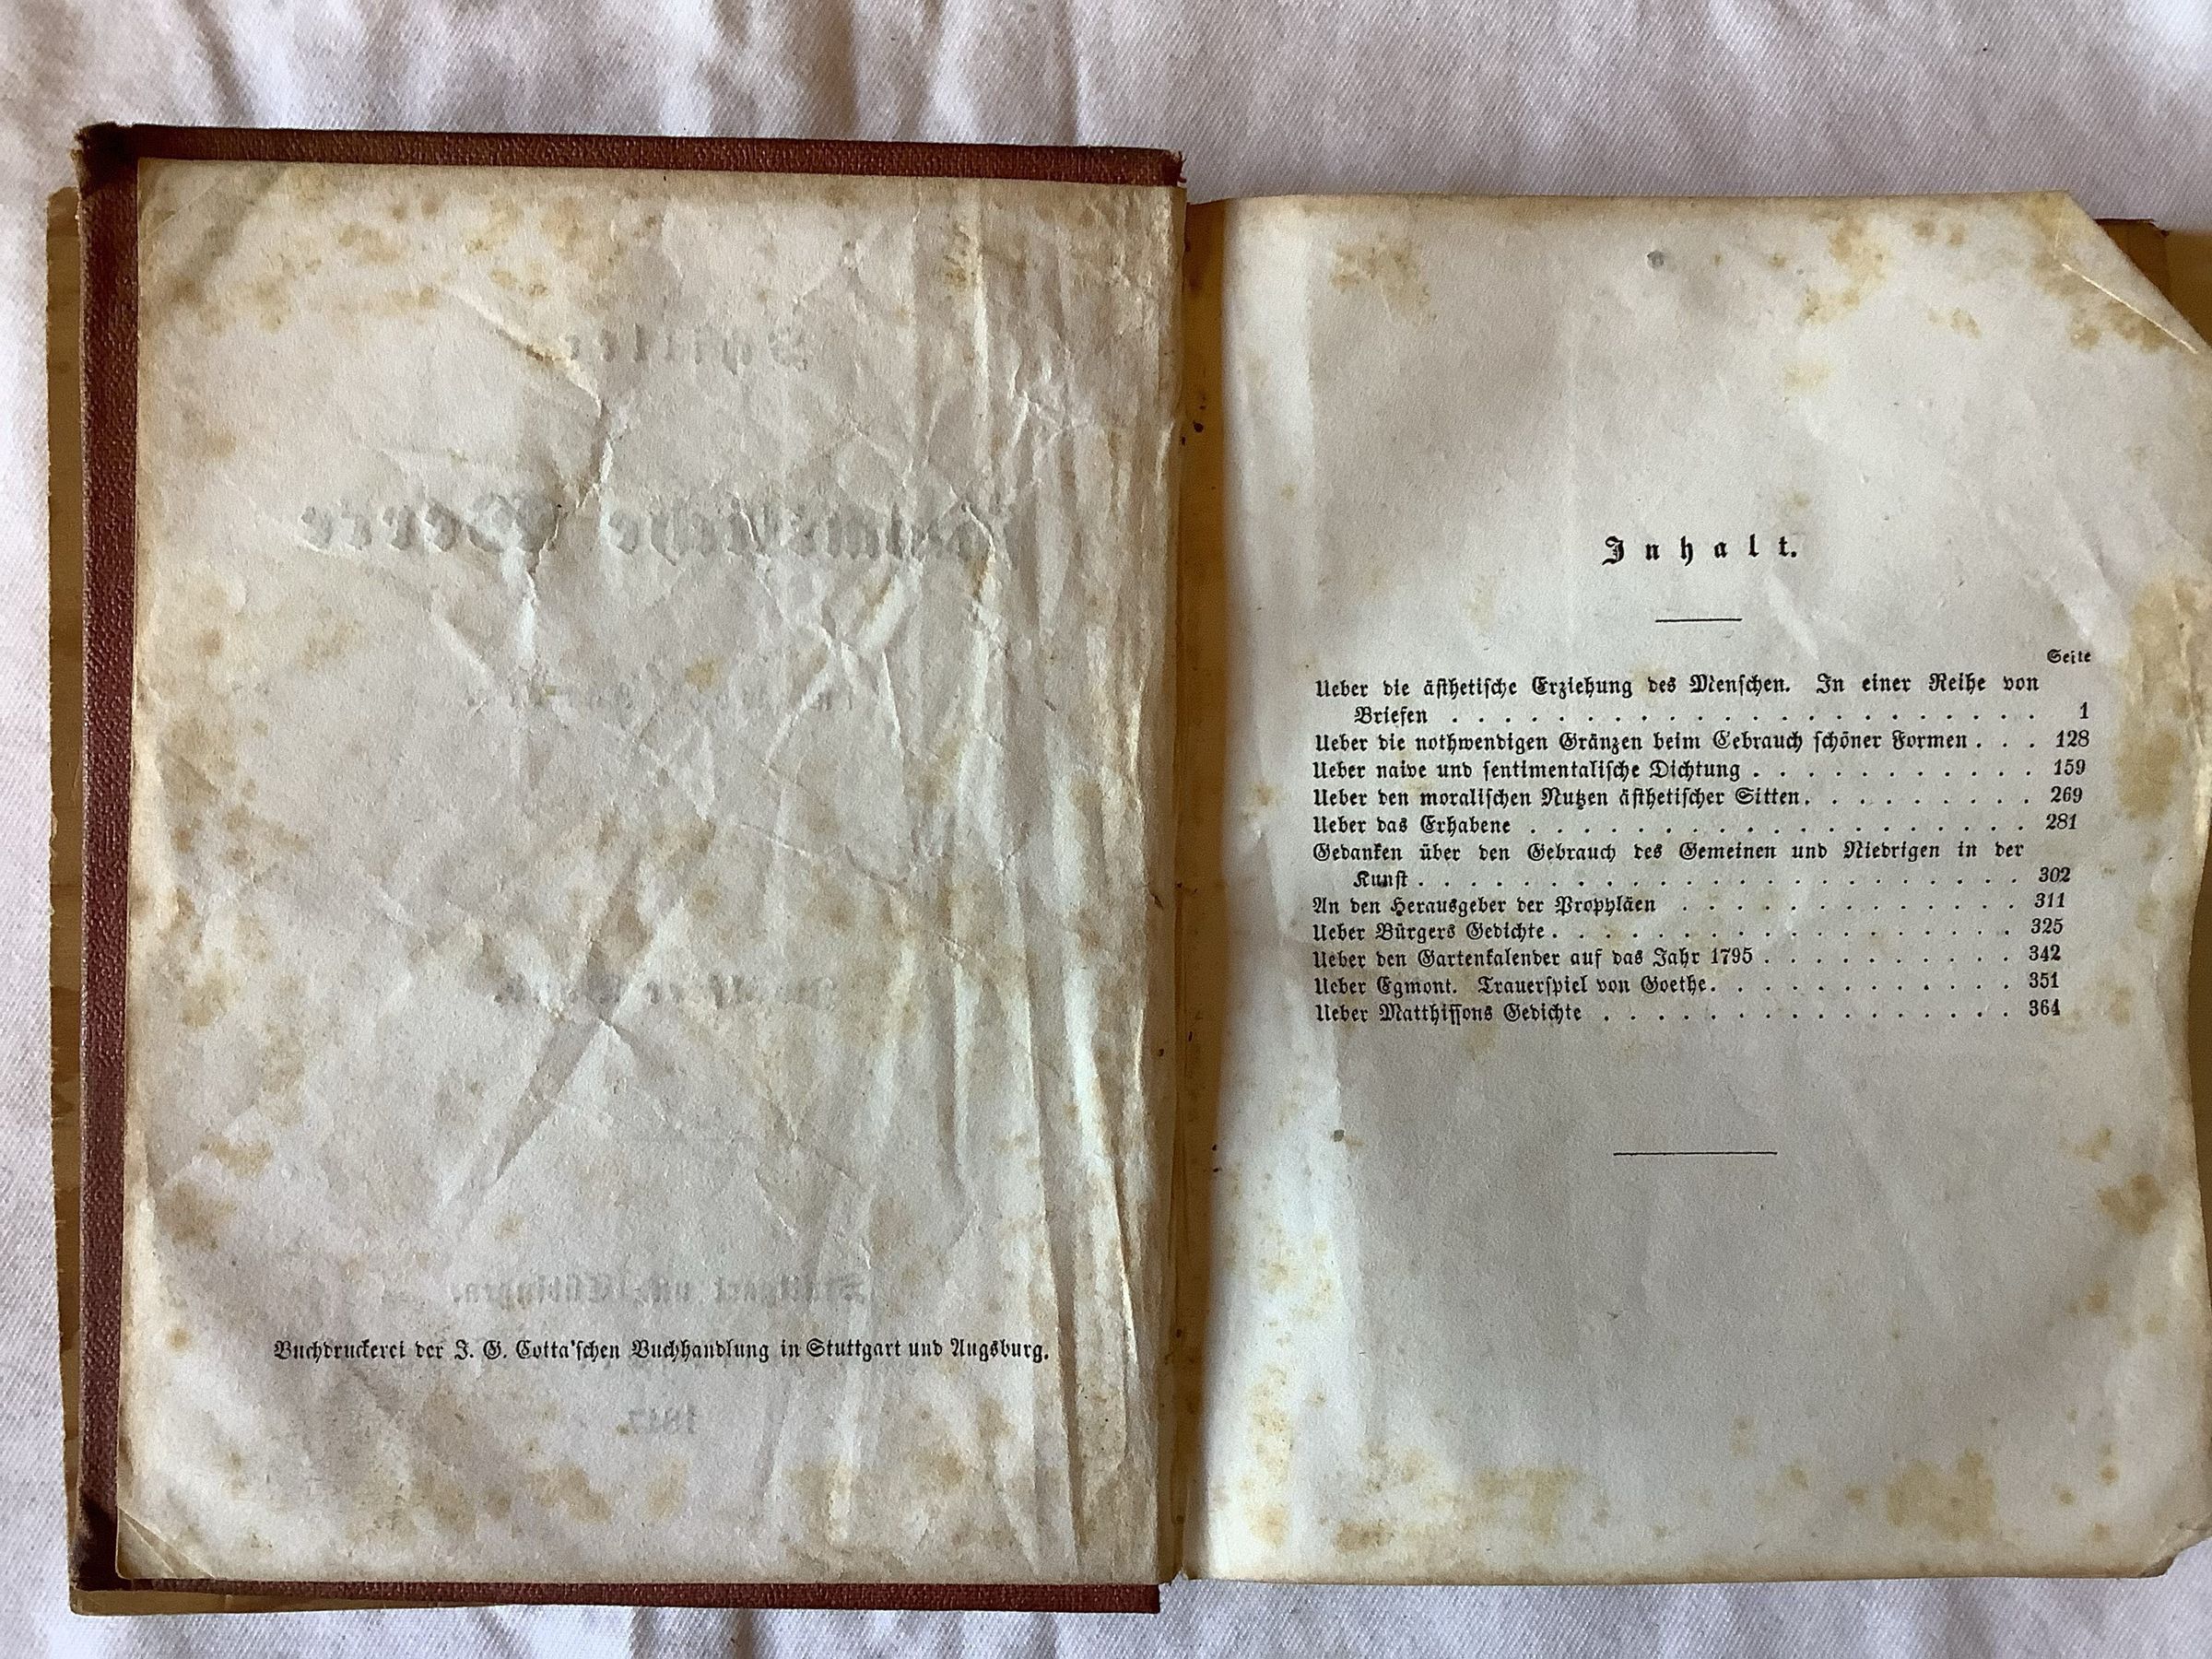 Buchdruckerei der J. G. Cotta'schen Buchhandlung in Stuttgart und Augsburg.
Inhalt.
Seite
Ueber die ästhetische Erziehung des Menschen. In einer Reihe von
Briefen . . . . . . . . . . . . . . . . . . . . . . 1
Ueber die nothwendigen Gränzen beim Gebrauch schöner Formen . . . 128
Ueber naive und sentimentalische Dichtung . . . . . . . . . . . 159
Ueber den moralischen Nutzen ästhetischer Sitten . . . . . . . . . 269
Ueber das Erhabene . . . . . . . . . . . . . . . . . . . 281
Gedanken über den Gebrauch des Gemeinen und Niedrigen in der
Kunst . . . . . . . . . . . . . . . . . . . . . . . 302
An den Herausgeber der Prophläen . . . . . . . . . . . . . 311
Ueber Bürgers Gedichte . . . . . . . . . . . . . . . . . . 325
Ueber den Gartenkalender auf das Jahr 1795 . . . . . . . . . . 342
Ueber Egmont. Trauerspiel von Goethe . . . . . . . . . . . . 351
Ueber Matthissons Gedichte . . . . . . . . . . . . . . . . 364